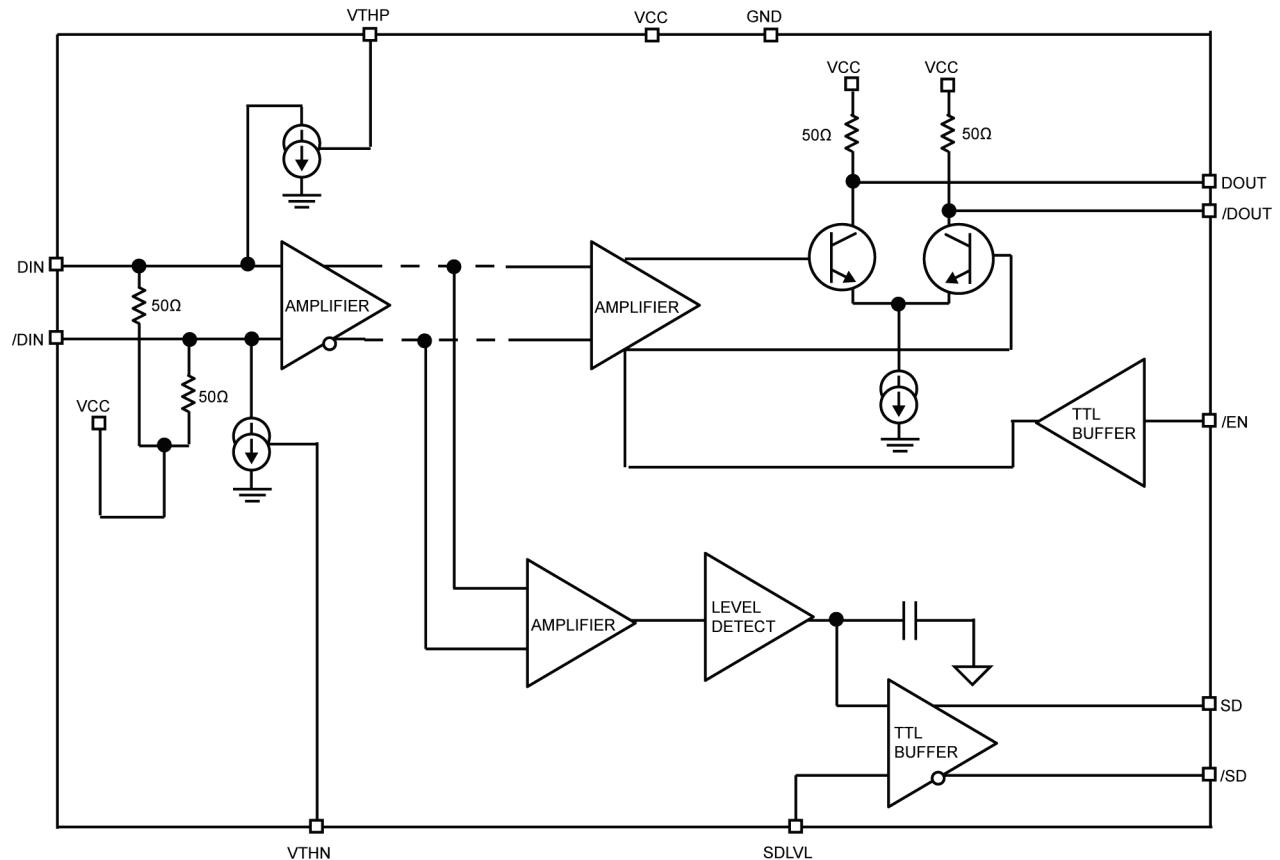 VTHP
VCC
GND
VCC
VCC
50Ω
50Ω
DOUT
/DOUT
DIN
50Ω
AMPLIFIER
AMPLIFIER
/DIN
50Ω
VCC
TTL
BUFFER
/EN
AMPLIFIER
LEVEL
DETECT
TTL
BUFFER
SD
/SD
VTHN
SDLVL